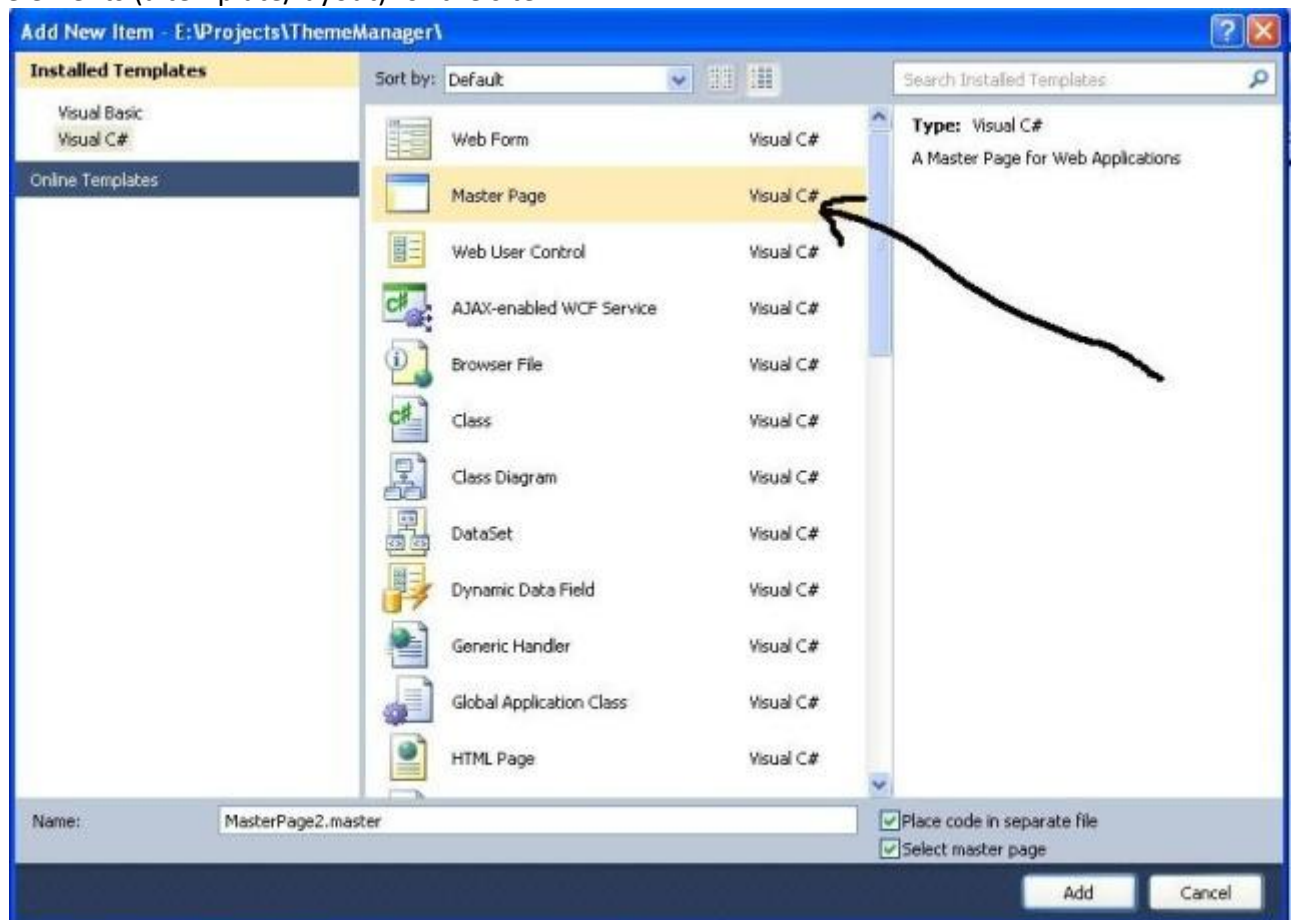 Add New Item - E:\Projects\ThemeManager\
Installed Templates
Visual Basic
Visual C#
Online Templates
Sort by: Default
Search Installed Templates
Web Form Visual C#
Master Page Visual C#
Web User Control Visual C#
AJAX-enabled WCF Service Visual C#
Browser File Visual C#
Class Visual C#
Class Diagram Visual C#
DataSet Visual C#
Dynamic Data Field Visual C#
Generic Handler Visual C#
Global Application Class Visual C#
HTML Page Visual C#
Type: Visual C#
A Master Page for Web Applications
Name: MasterPage2.master
Place code in separate file
Select master page
Add Cancel